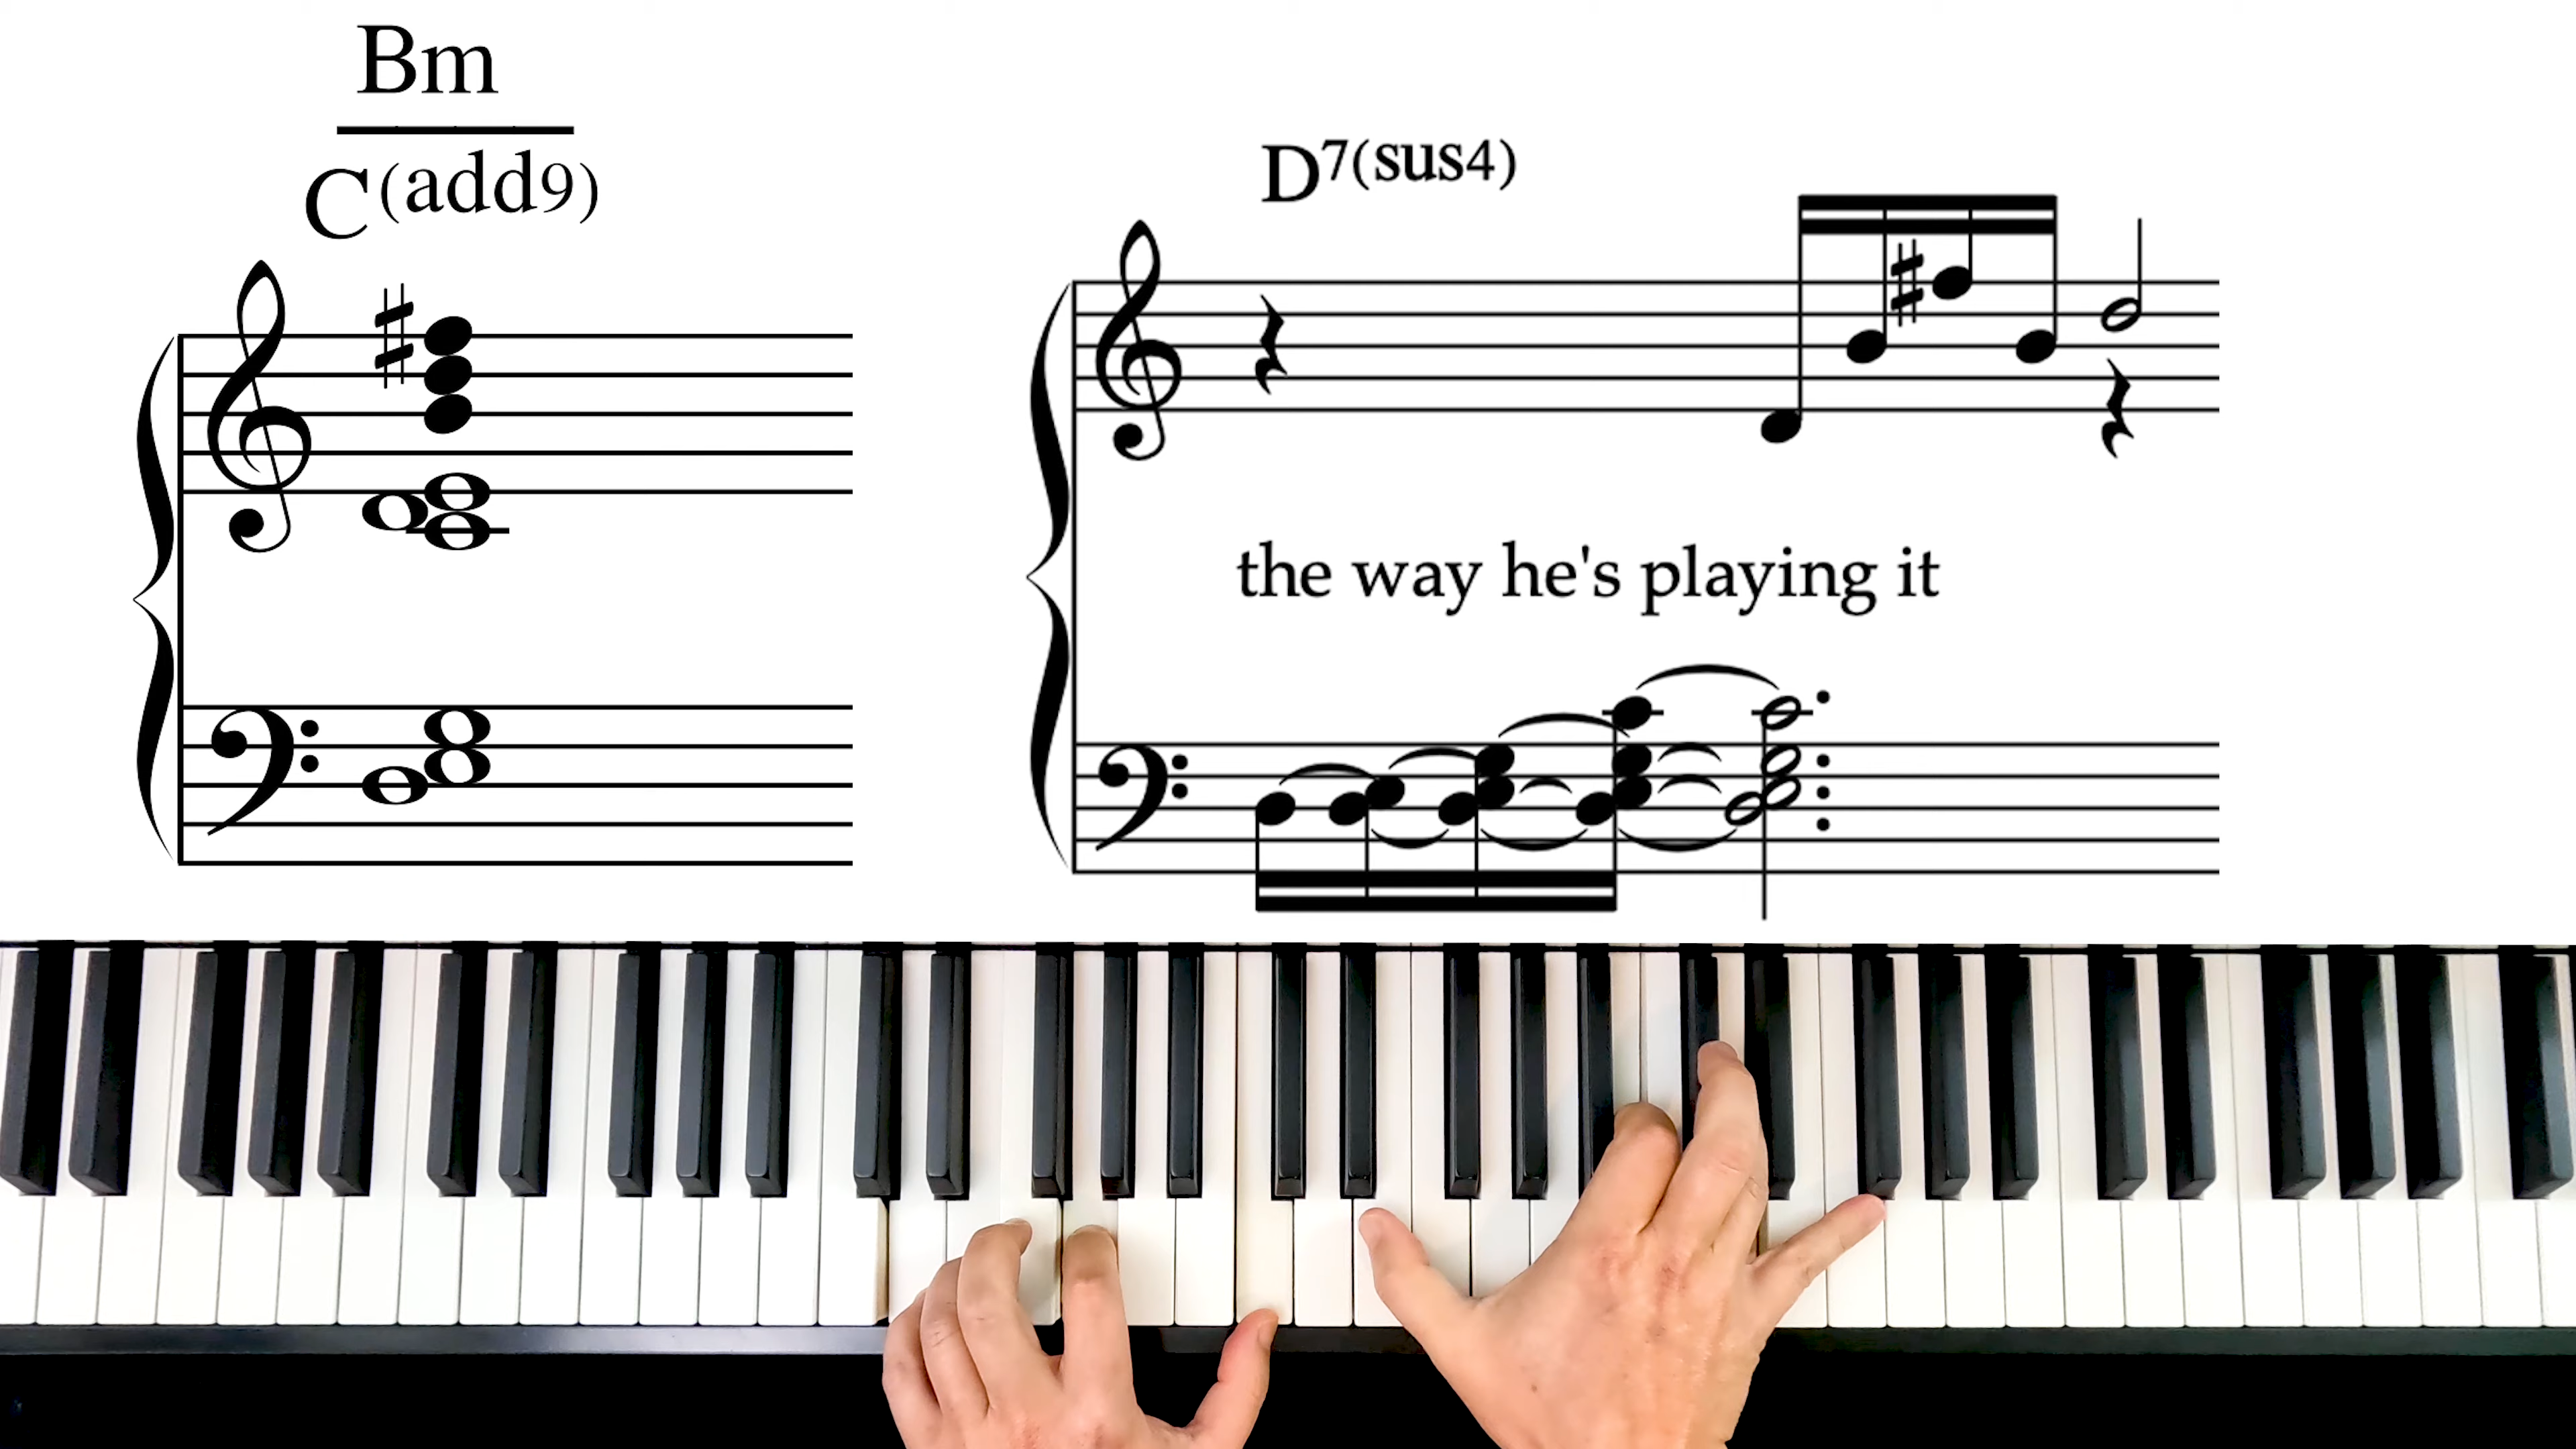 Bm
C(add9)
D7(sus4)
the way he's playing it